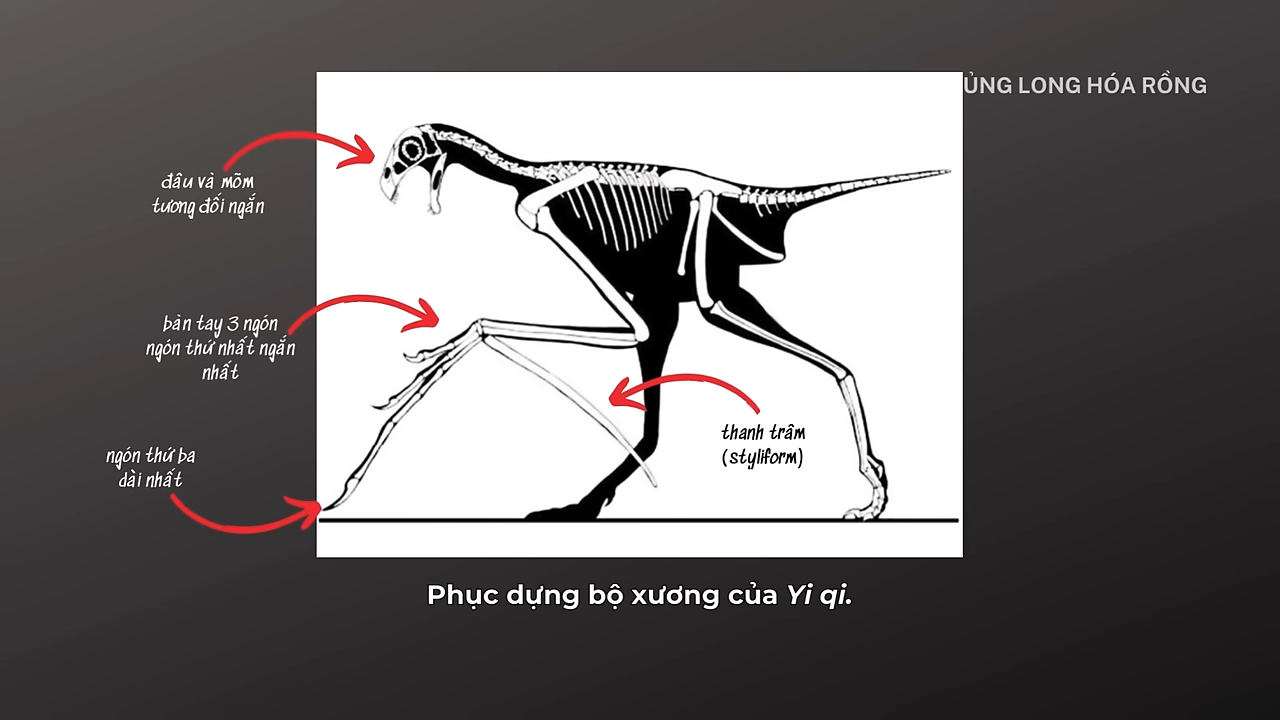 ỦNG LONG HÓA RỒNG
đầu và mõm
tương đối ngắn
bàn tay 3 ngón
ngón thứ nhất ngắn
nhất
ngón thứ ba
dài nhất
thanh trâm
(styliform)
Phục dựng bộ xương của Yi qi.